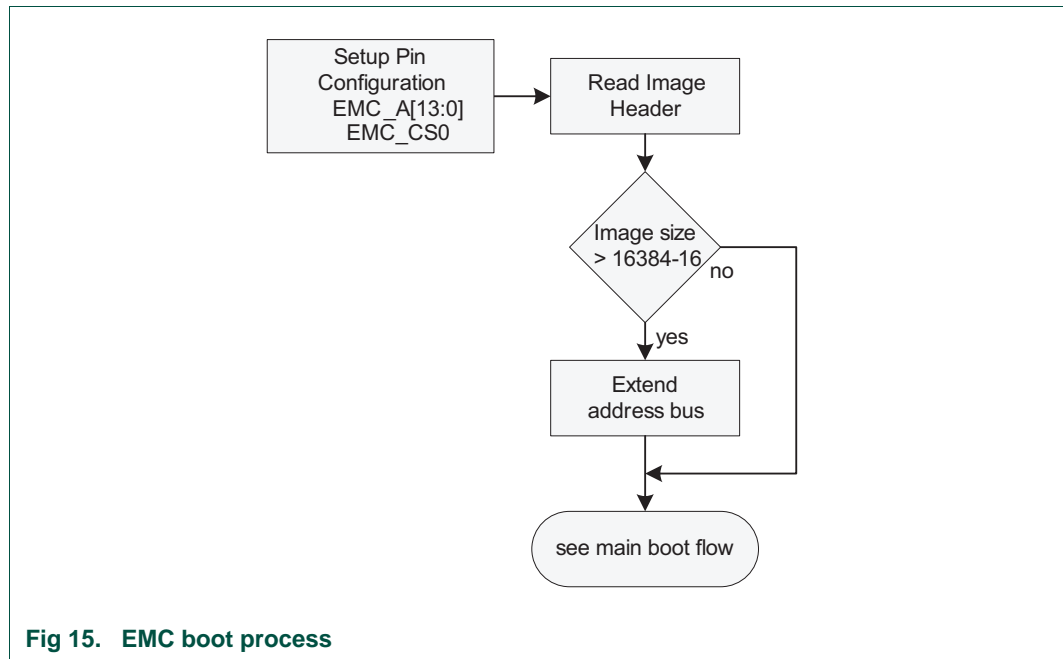 Setup Pin
Configuration
EMC_A[13:0]
EMC_CS0
Read Image
Header
Image size
> 16384-16
no
yes
Extend
address bus
see main boot flow
Fig 15. EMC boot process